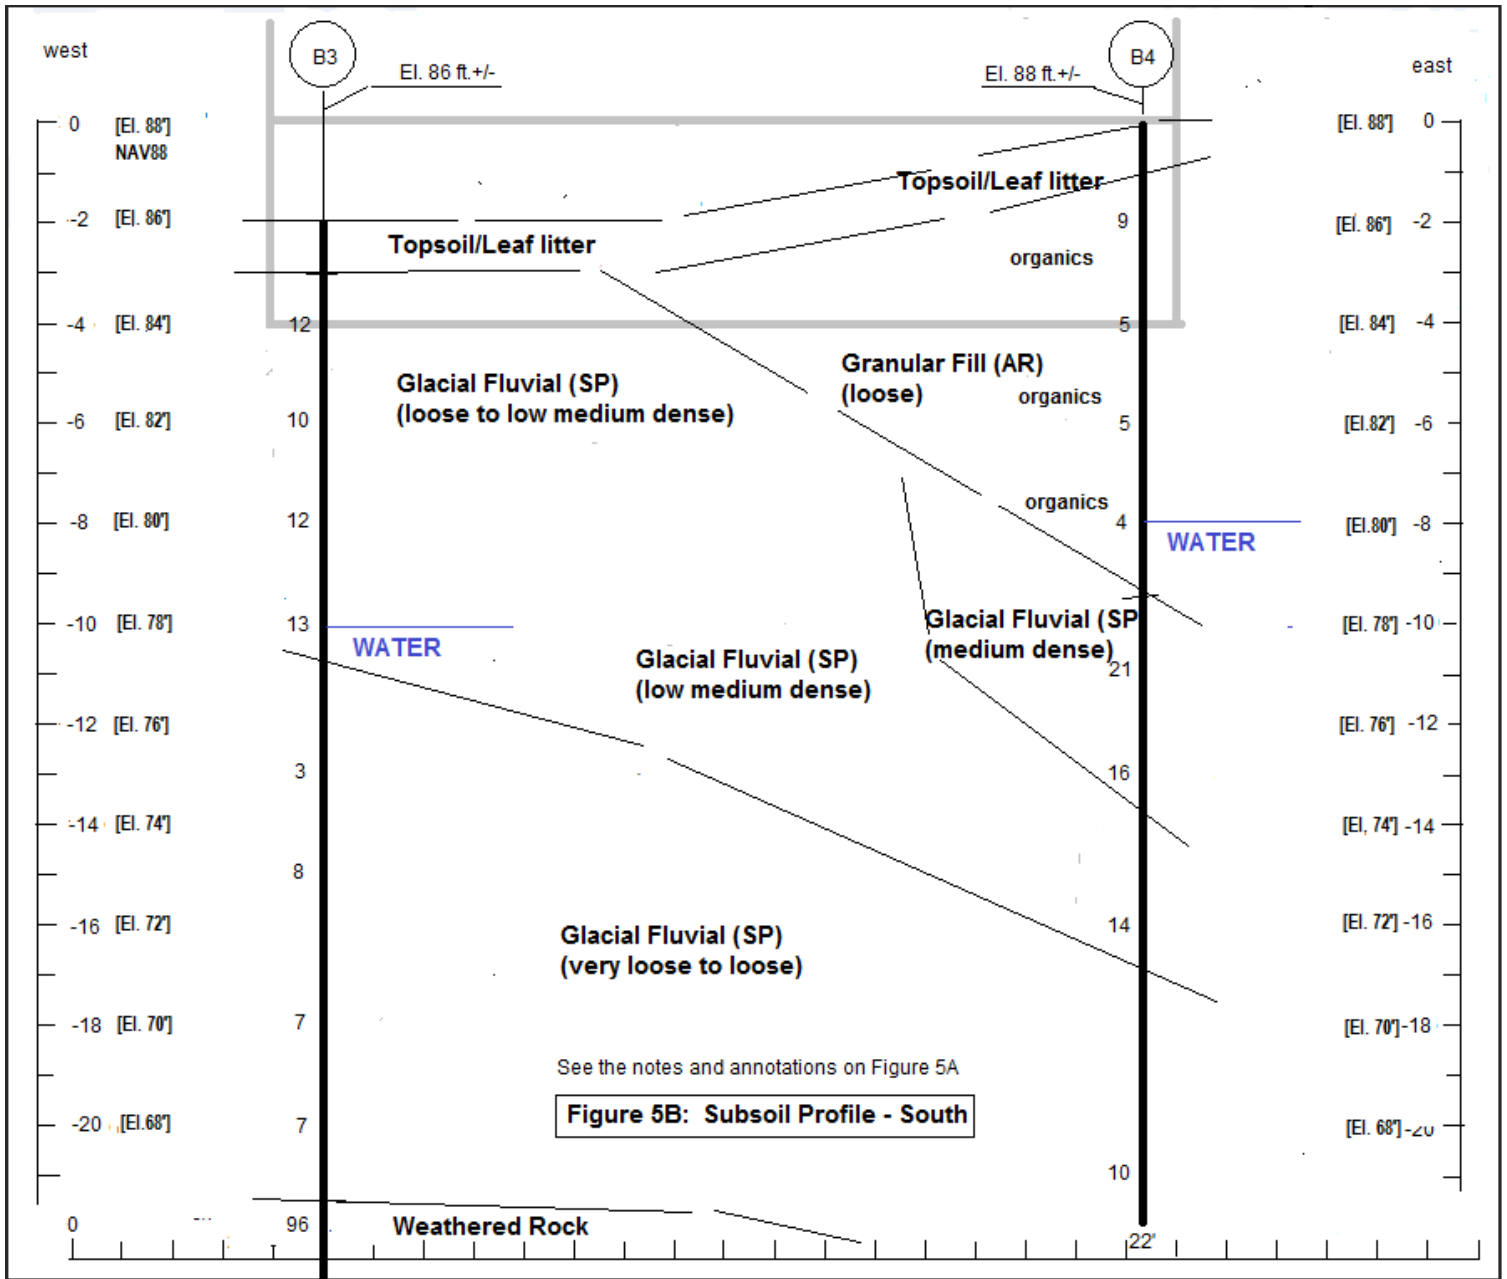 west
B3
El. 86 ft.+/-
El. 88 ft.+/-
B4
east
0 [El. 88']
NAV88
[El. 88'] 0
Topsoil/Leaf litter
-2 [El. 86']
9
[El. 86'] -2
Topsoil/Leaf litter
organics
-4 [El. 84']
12
5
[El. 84'] -4
Glacial Fluvial (SP)
(loose to low medium dense)
Granular Fill (AR)
(loose)
organics
-6 [El. 82']
10
5
[El.82'] -6
organics
-8 [El. 80']
12
4
WATER
[El.80'] -8
-10 [El. 78']
13
WATER
Glacial Fluvial (SP
(medium dense)
[El. 78'] -10
Glacial Fluvial (SP)
(low medium dense)
21
-12 [El. 76']
[El. 76'] -12
3
16
-14 [El. 74']
[El, 74'] -14
8
-16 [El. 72']
14
[El. 72'] -16
Glacial Fluvial (SP)
(very loose to loose)
-18 [El. 70']
7
[El. 70'] -18
See the notes and annotations on Figure 5A
Figure 5B: Subsoil Profile - South
-20 [El.68']
7
[El. 68'] -20
10
0
96
Weathered Rock
22'